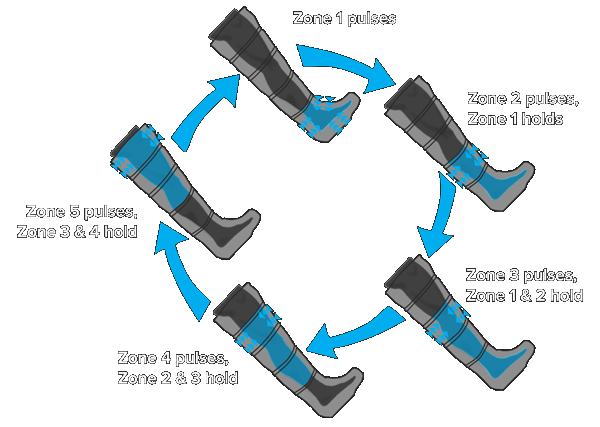 Zone 1 pulses
Zone 2 pulses,
Zone 1 holds
Zone 3 pulses,
Zone 1 & 2 hold
Zone 4 pulses,
Zone 2 & 3 hold
Zone 5 pulses,
Zone 3 & 4 hold